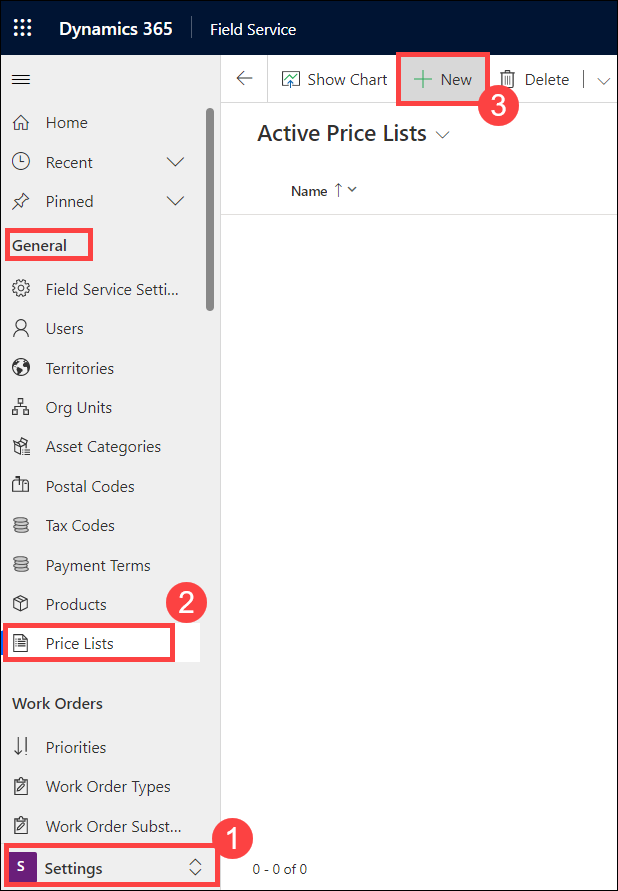 Dynamics 365 Field Service
Show Chart New Delete
3
Home
Active Price Lists
Recent
Name
Pinned
General
Field Service Setti...
Users
Territories
Org Units
Asset Categories
Postal Codes
Tax Codes
Payment Terms
Products
2
Price Lists
Work Orders
Priorities
Work Order Types
Work Order Subst...
1
S Settings
0 - 0 of 0